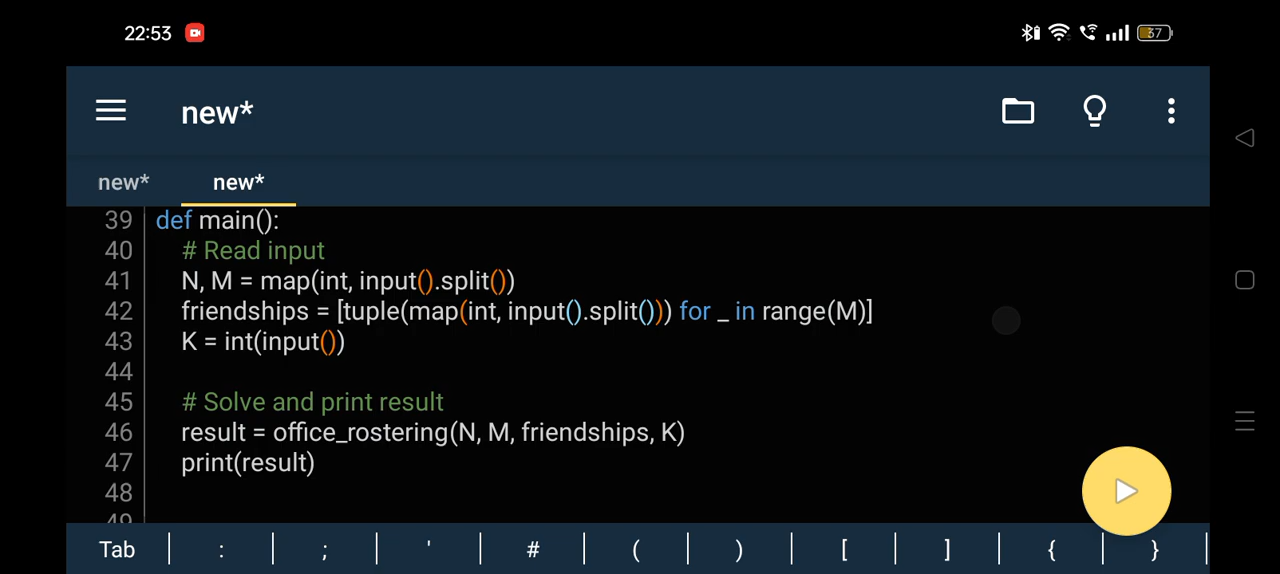 22:53
37
new*
new* new*
39 def main():
40 # Read input
41 N, M = map(int, input().split())
42 friendships = [tuple(map(int, input().split())) for _ in range(M)]
43 K = int(input())
44
45 # Solve and print result
46 result = office_rostering(N, M, friendships, K)
47 print(result)
48
49
Tab : ; ' # ( ) [ ] { }